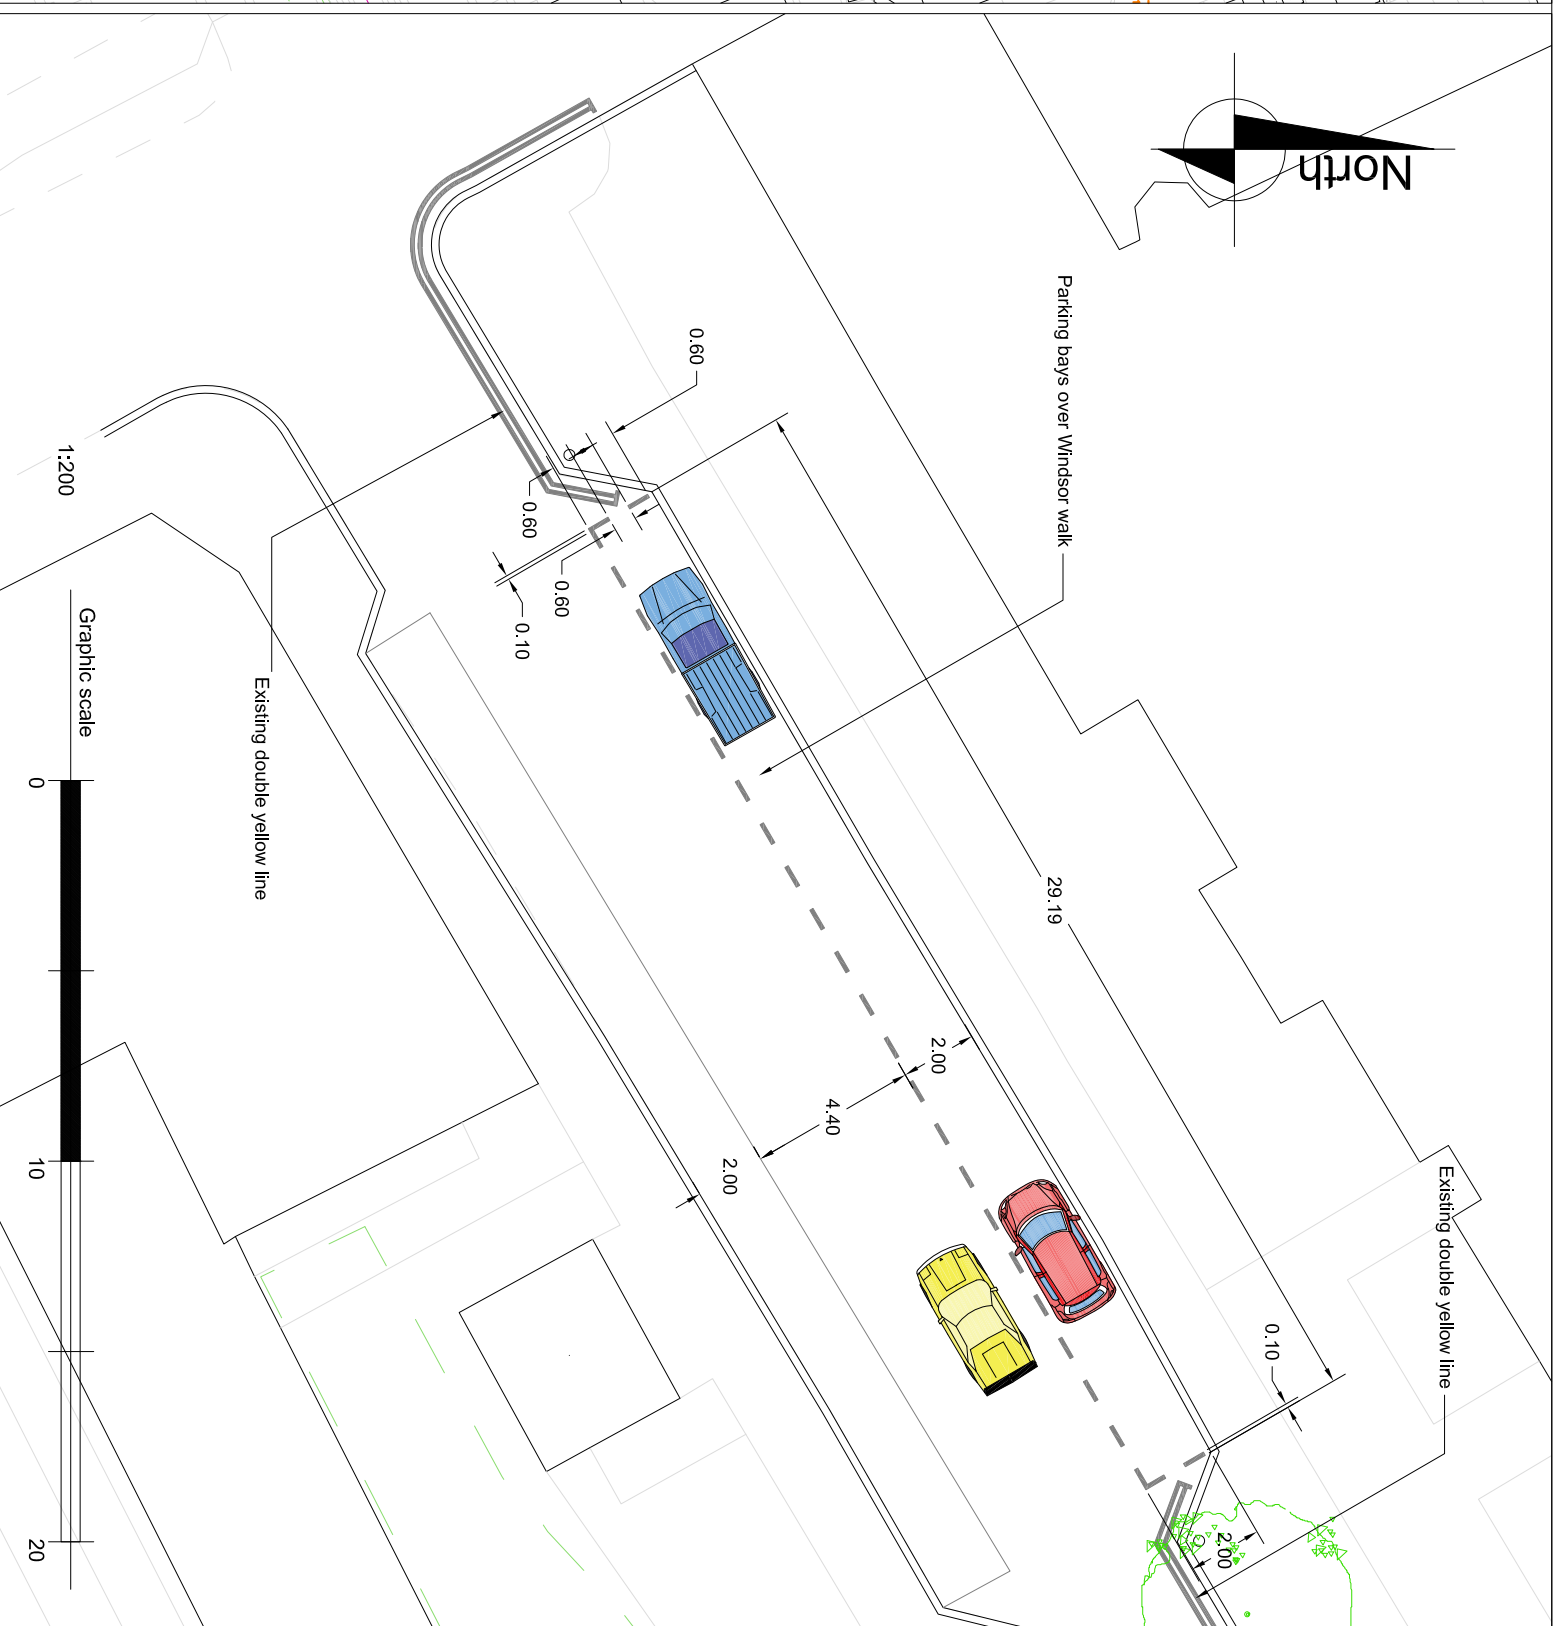 North
Parking bays over Windsor walk
0.60
0.60
0.60
0.10
29.19
2.00
4.40
2.00
0.10
2.00
Existing double yellow line
Existing double yellow line
1:200
Graphic scale
0
10
20